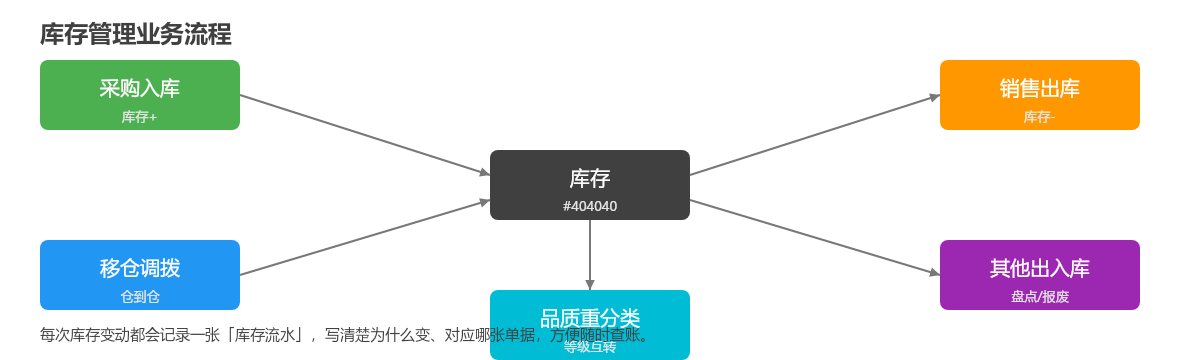 库存管理业务流程
采购入库
库存+
销售出库
库存-
库存
#404040
移仓调拨
仓到仓
其他出入库
盘点/报废
品质重分类
每次库存变动都会记录一张「库存流水」，写清楚为什么变、对应哪张单据，方便随时查账。
等级互转